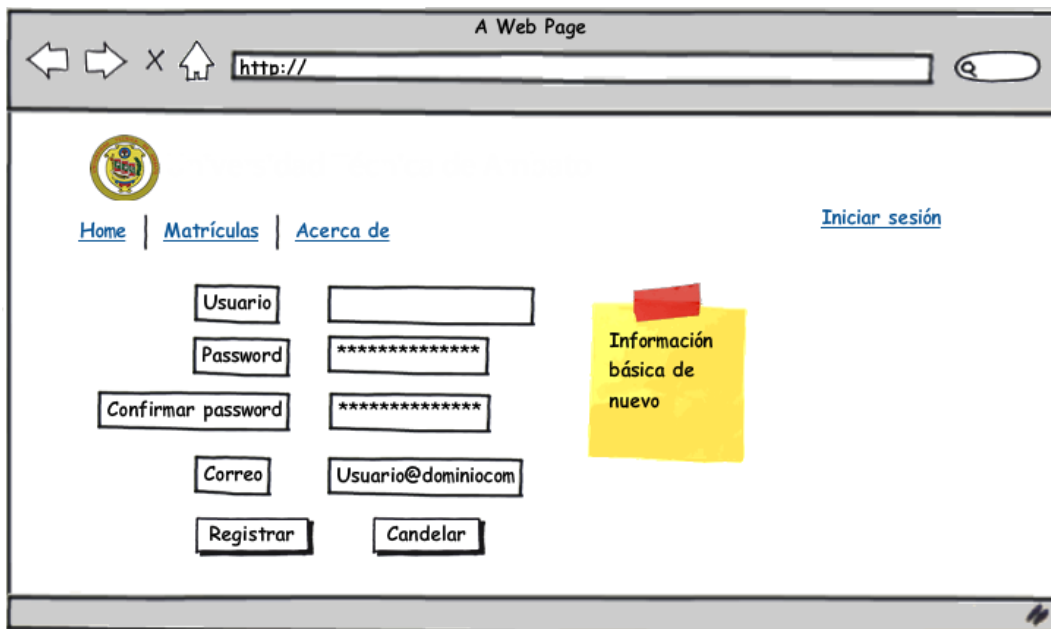 A Web Page
http://
Home | Matrículas | Acerca de
Iniciar sesión
Usuario
Password **************
Confirmar password **************
Correo Usuario@dominiocom
Registrar Candelar
Información
básica de
nuevo